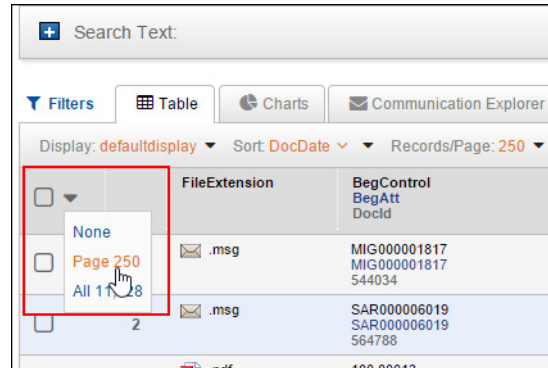 Search Text:
Filters Table Charts Communication Explorer
Display: defaultdisplay Sort: DocDate Records/Page: 250
FileExtension BegControl
BegAtt
DocId
None
Page 250
All
.msg MIG000001817
MIG000001817
544034
2 .msg SAR000006019
SAR000006019
564788